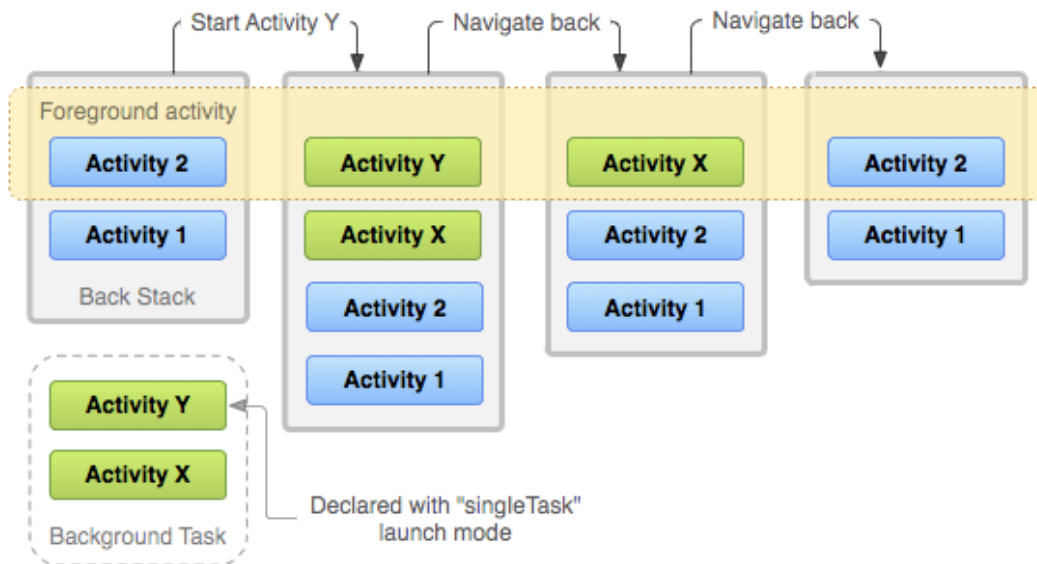 Start Activity Y
Navigate back
Navigate back
Foreground activity
Activity 2
Activity 1
Back Stack
Activity Y
Activity X
Activity 2
Activity 1
Activity X
Activity 2
Activity 1
Activity 2
Activity 1
Activity Y
Activity X
Background Task
Declared with "singleTask"
launch mode